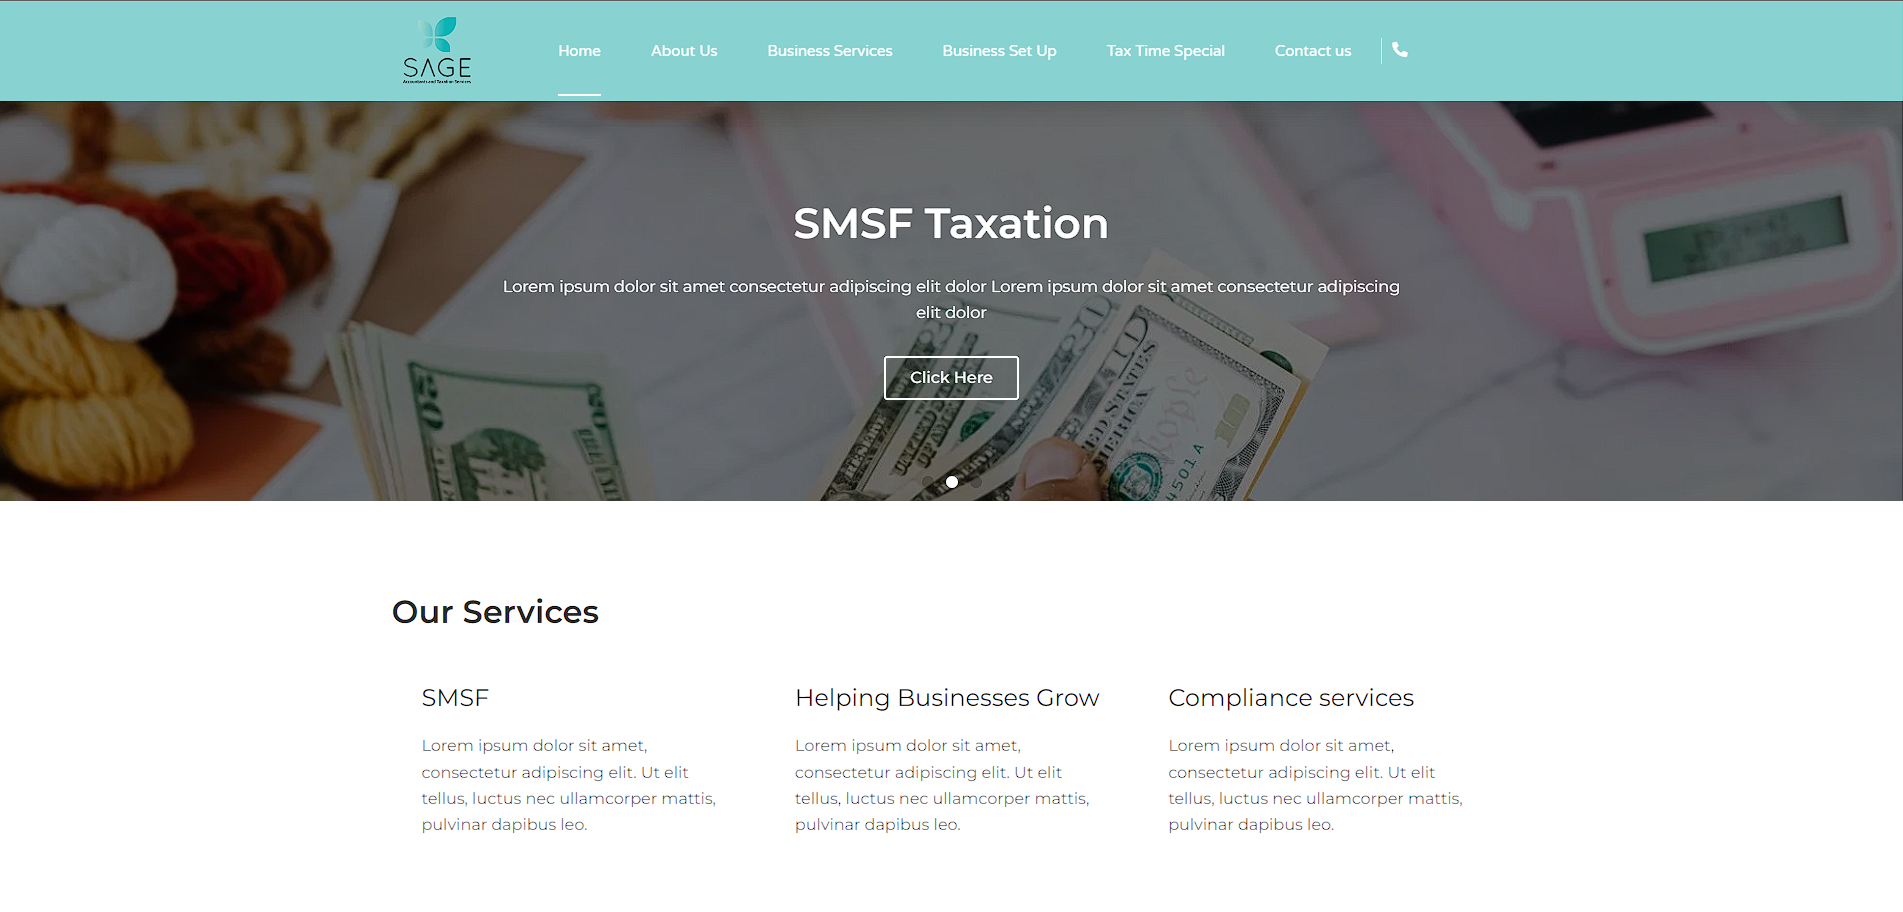 SAGE
Accountants and Taxation Services
Home About Us Business Services Business Set Up Tax Time Special Contact us
SMSF Taxation
Lorem ipsum dolor sit amet consectetur adipiscing elit dolor Lorem ipsum dolor sit amet consectetur adipiscing
elit dolor
Click Here
Our Services
SMSF
Lorem ipsum dolor sit amet,
consectetur adipiscing elit. Ut elit
tellus, luctus nec ullamcorper mattis,
pulvinar dapibus leo.
Helping Businesses Grow
Lorem ipsum dolor sit amet,
consectetur adipiscing elit. Ut elit
tellus, luctus nec ullamcorper mattis,
pulvinar dapibus leo.
Compliance services
Lorem ipsum dolor sit amet,
consectetur adipiscing elit. Ut elit
tellus, luctus nec ullamcorper mattis,
pulvinar dapibus leo.